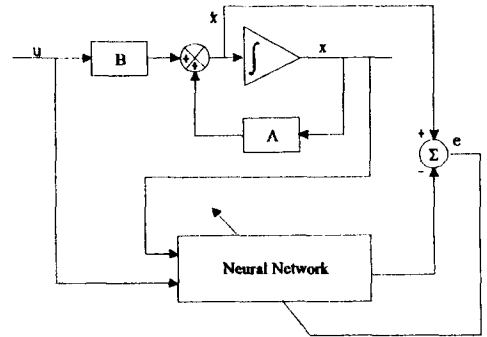 ẋ
u
B
+
+
∫
x
A
+
Σ
e
-
Neural Network